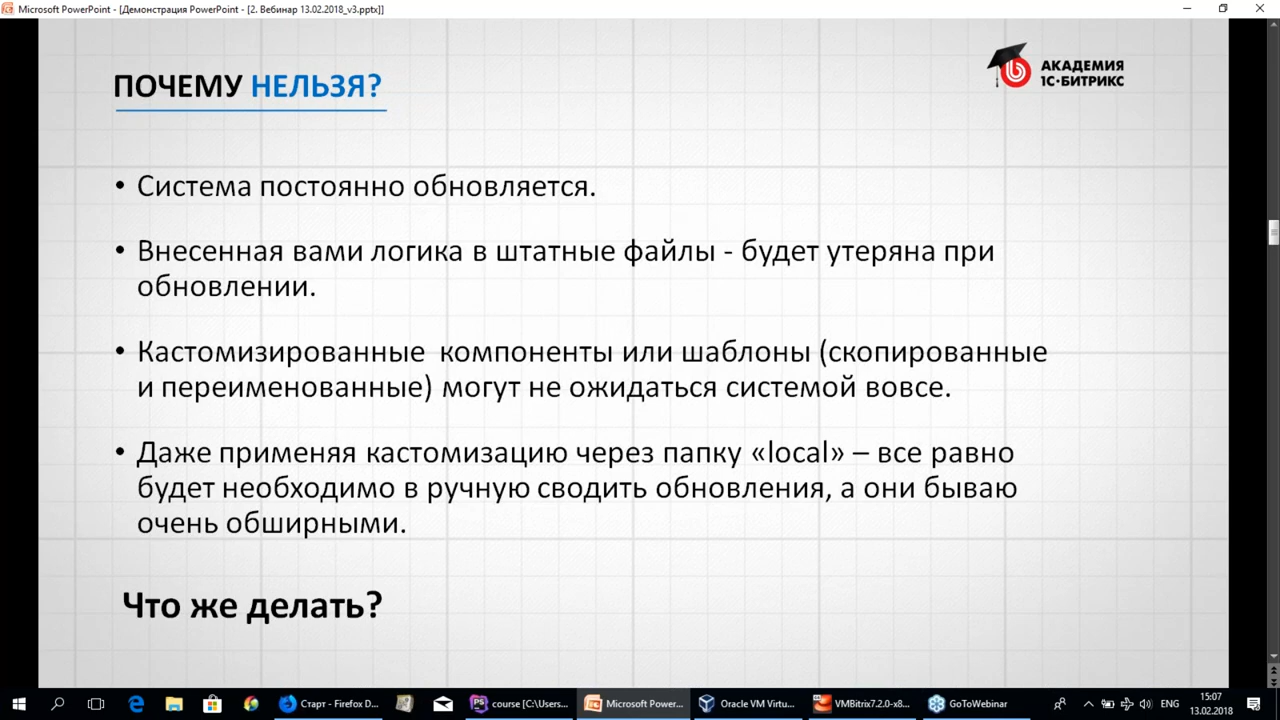 Microsoft PowerPoint - [Демонстрация PowerPoint - [2. Вебинар 13.02.2018_v3.pptx]]
АКАДЕМИЯ
1С-БИТРИКС
ПОЧЕМУ НЕЛЬЗЯ?
• Система постоянно обновляется.
• Внесенная вами логика в штатные файлы - будет утеряна при
обновлении.
• Кастомизированные компоненты или шаблоны (скопированные
и переименованные) могут не ожидаться системой вовсе.
• Даже применяя кастомизацию через папку «local» – все равно
будет необходимо в ручную сводить обновления, а они бываю
очень обширными.
Что же делать?
Старт - Firefox D...
course [C:\Users...
Microsoft Power...
Oracle VM Virtu...
VMBitrix7.2.0-x8...
GoToWebinar
ENG
15:07
13.02.2018